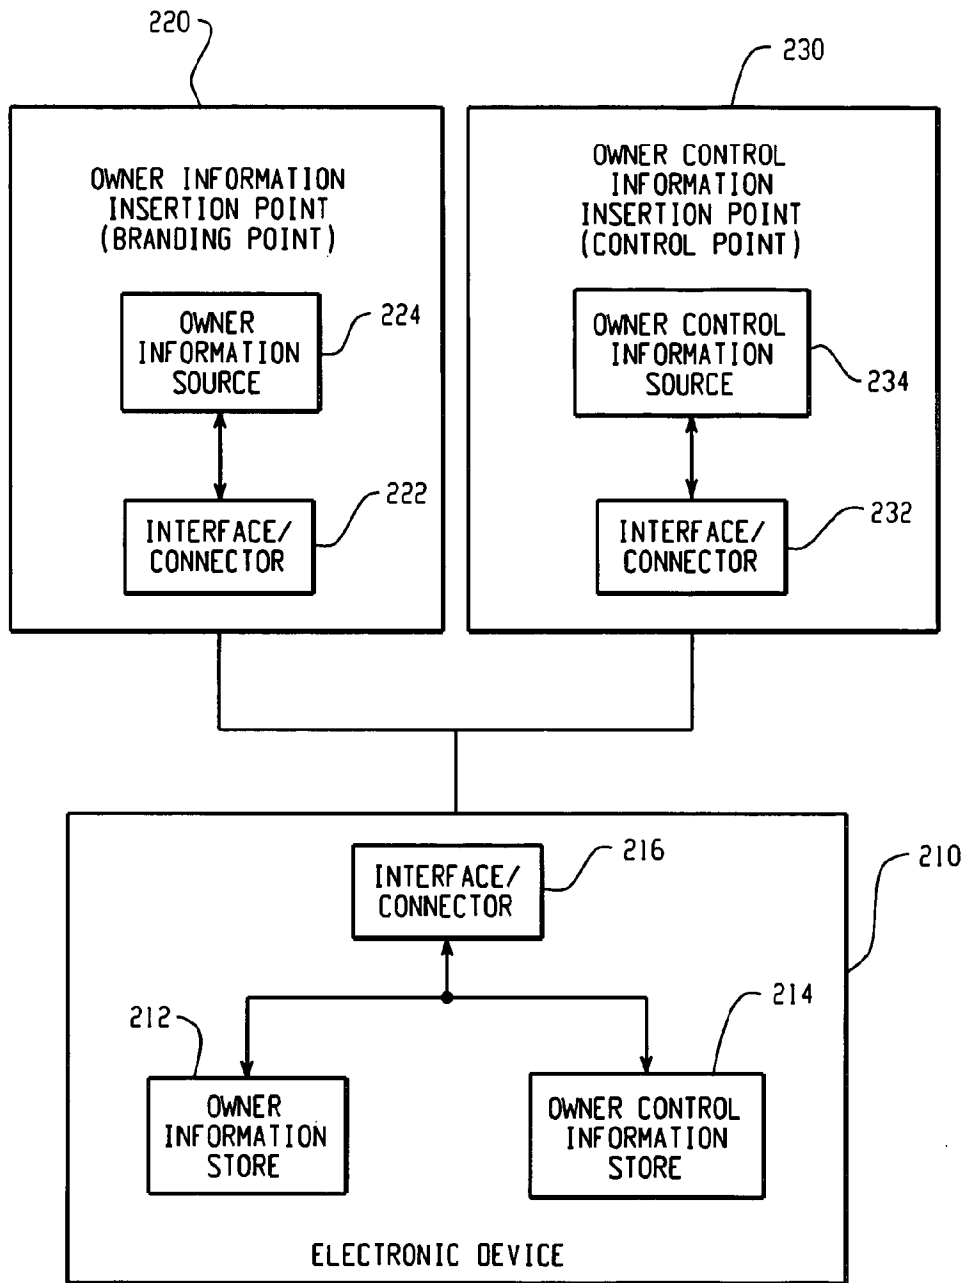 220
230
OWNER INFORMATION
INSERTION POINT
(BRANDING POINT)
OWNER
INFORMATION
SOURCE
224
INTERFACE/
CONNECTOR
222
OWNER CONTROL
INFORMATION
INSERTION POINT
(CONTROL POINT)
OWNER CONTROL
INFORMATION
SOURCE
234
INTERFACE/
CONNECTOR
232
INTERFACE/
CONNECTOR
216
210
212
OWNER
INFORMATION
STORE
214
OWNER CONTROL
INFORMATION
STORE
ELECTRONIC DEVICE